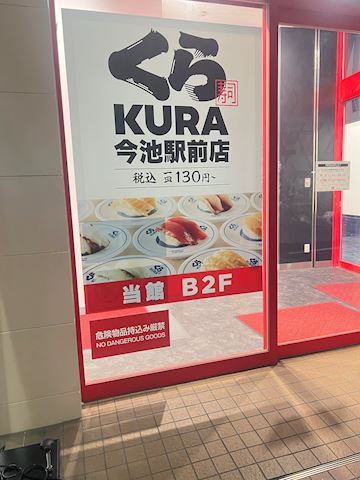 くら
KURA
今池駅前店
税込 一皿 130円~
当館 B2F
危険物品持込み厳禁
NO DANGEROUS GOODS